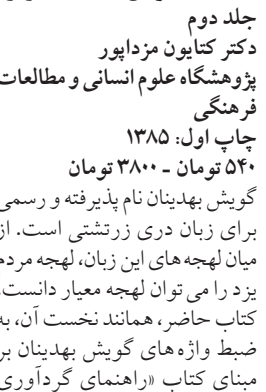 جلد دوم
دکتر کتایون مزداپور
پژوهشگاه علوم انسانی و مطالعات
فرهنگی
چاپ اول: ۱۳۸۵
۵۴۰ تومان ـ ۳۸۰۰ تومان
گویش بهدینان نام پذیرفته و رسمی
برای زبان دری زرتشتی است. از
میان لهجه‌های این زبان، لهجه مردم
یزد را می‌توان لهجه معیار دانست.
کتاب حاضر، همانند نخست آن، به
ضبط واژه‌های گویش بهدینان بر
مبنای کتاب «راهنمای گردآوری